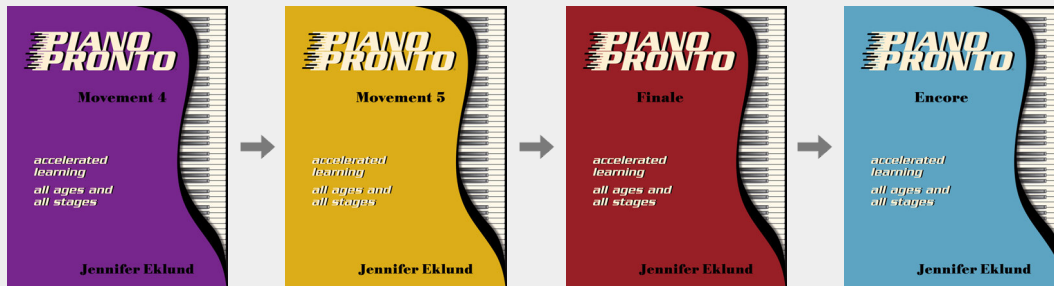 PIANO
PRONTO
Movement 4
accelerated
learning
all ages and
all stages
Jennifer Eklund
PIANO
PRONTO
Movement 5
accelerated
learning
all ages and
all stages
Jennifer Eklund
PIANO
PRONTO
Finale
accelerated
learning
all ages and
all stages
Jennifer Eklund
PIANO
PRONTO
Encore
accelerated
learning
all ages and
all stages
Jennifer Eklund